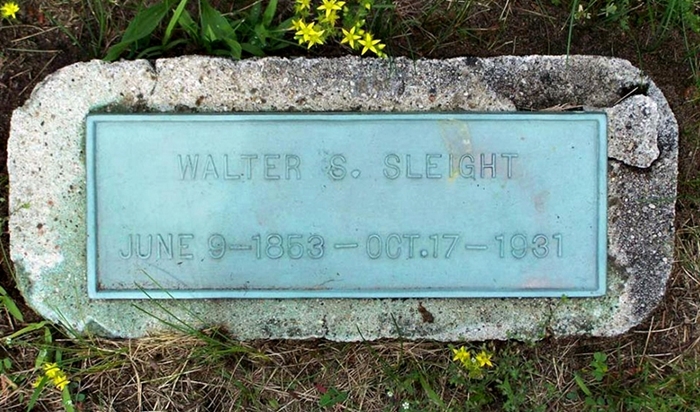 WALTER S. SLEIGHT
JUNE 9-1853 - OCT.17 - 1931